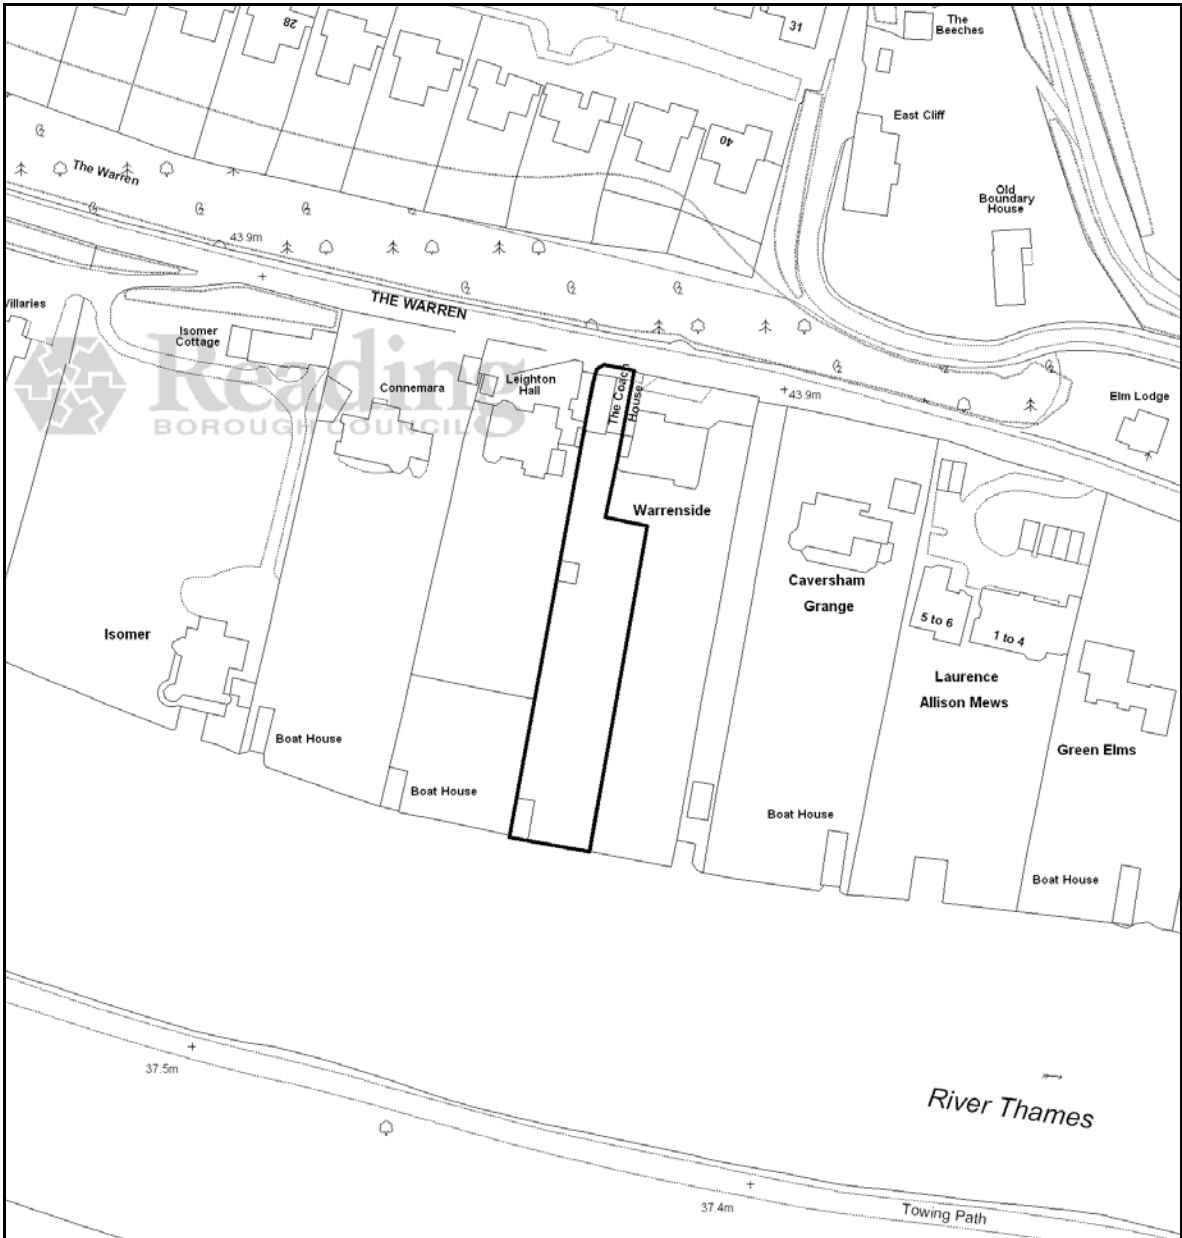 28
31
The
Beeches
East Cliff
40
Old
Boundary
House
The Warren
43.9m
THE WARREN
Isomer
Cottage
Reading
BOROUGH COUNCIL
Connemara
Leighton
Hall
The Coach
House
43.9m
Elm Lodge
Warrenside
Caversham
Grange
5 to 6
1 to 4
Isomer
Laurence
Allison Mews
Green Elms
Boat House
Boat House
Boat House
Boat House
37.5m
River Thames
37.4m
Towing Path